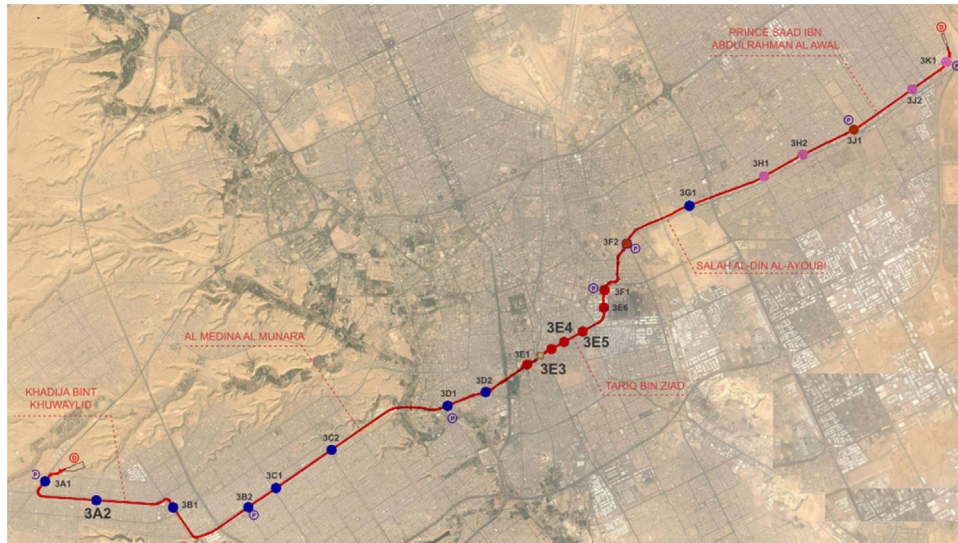 PRINCE SAAD IBN
ABDULRAHMAN AL AWAL
D
3K1
P
3J2
P
3J1
3H2
3H1
3G1
3F2
P
SALAH AL-DIN AL-AYOUBI
P
3F1
3E6
3E4
3E5
3E1
3E3
TARIQ BIN ZIAD
AL MEDINA AL MUNARA
3D2
3D1
P
KHADIJA BINT
KHUWAYLID
3C2
D
P
3A1
3C1
3A2
3B1
3B2
P